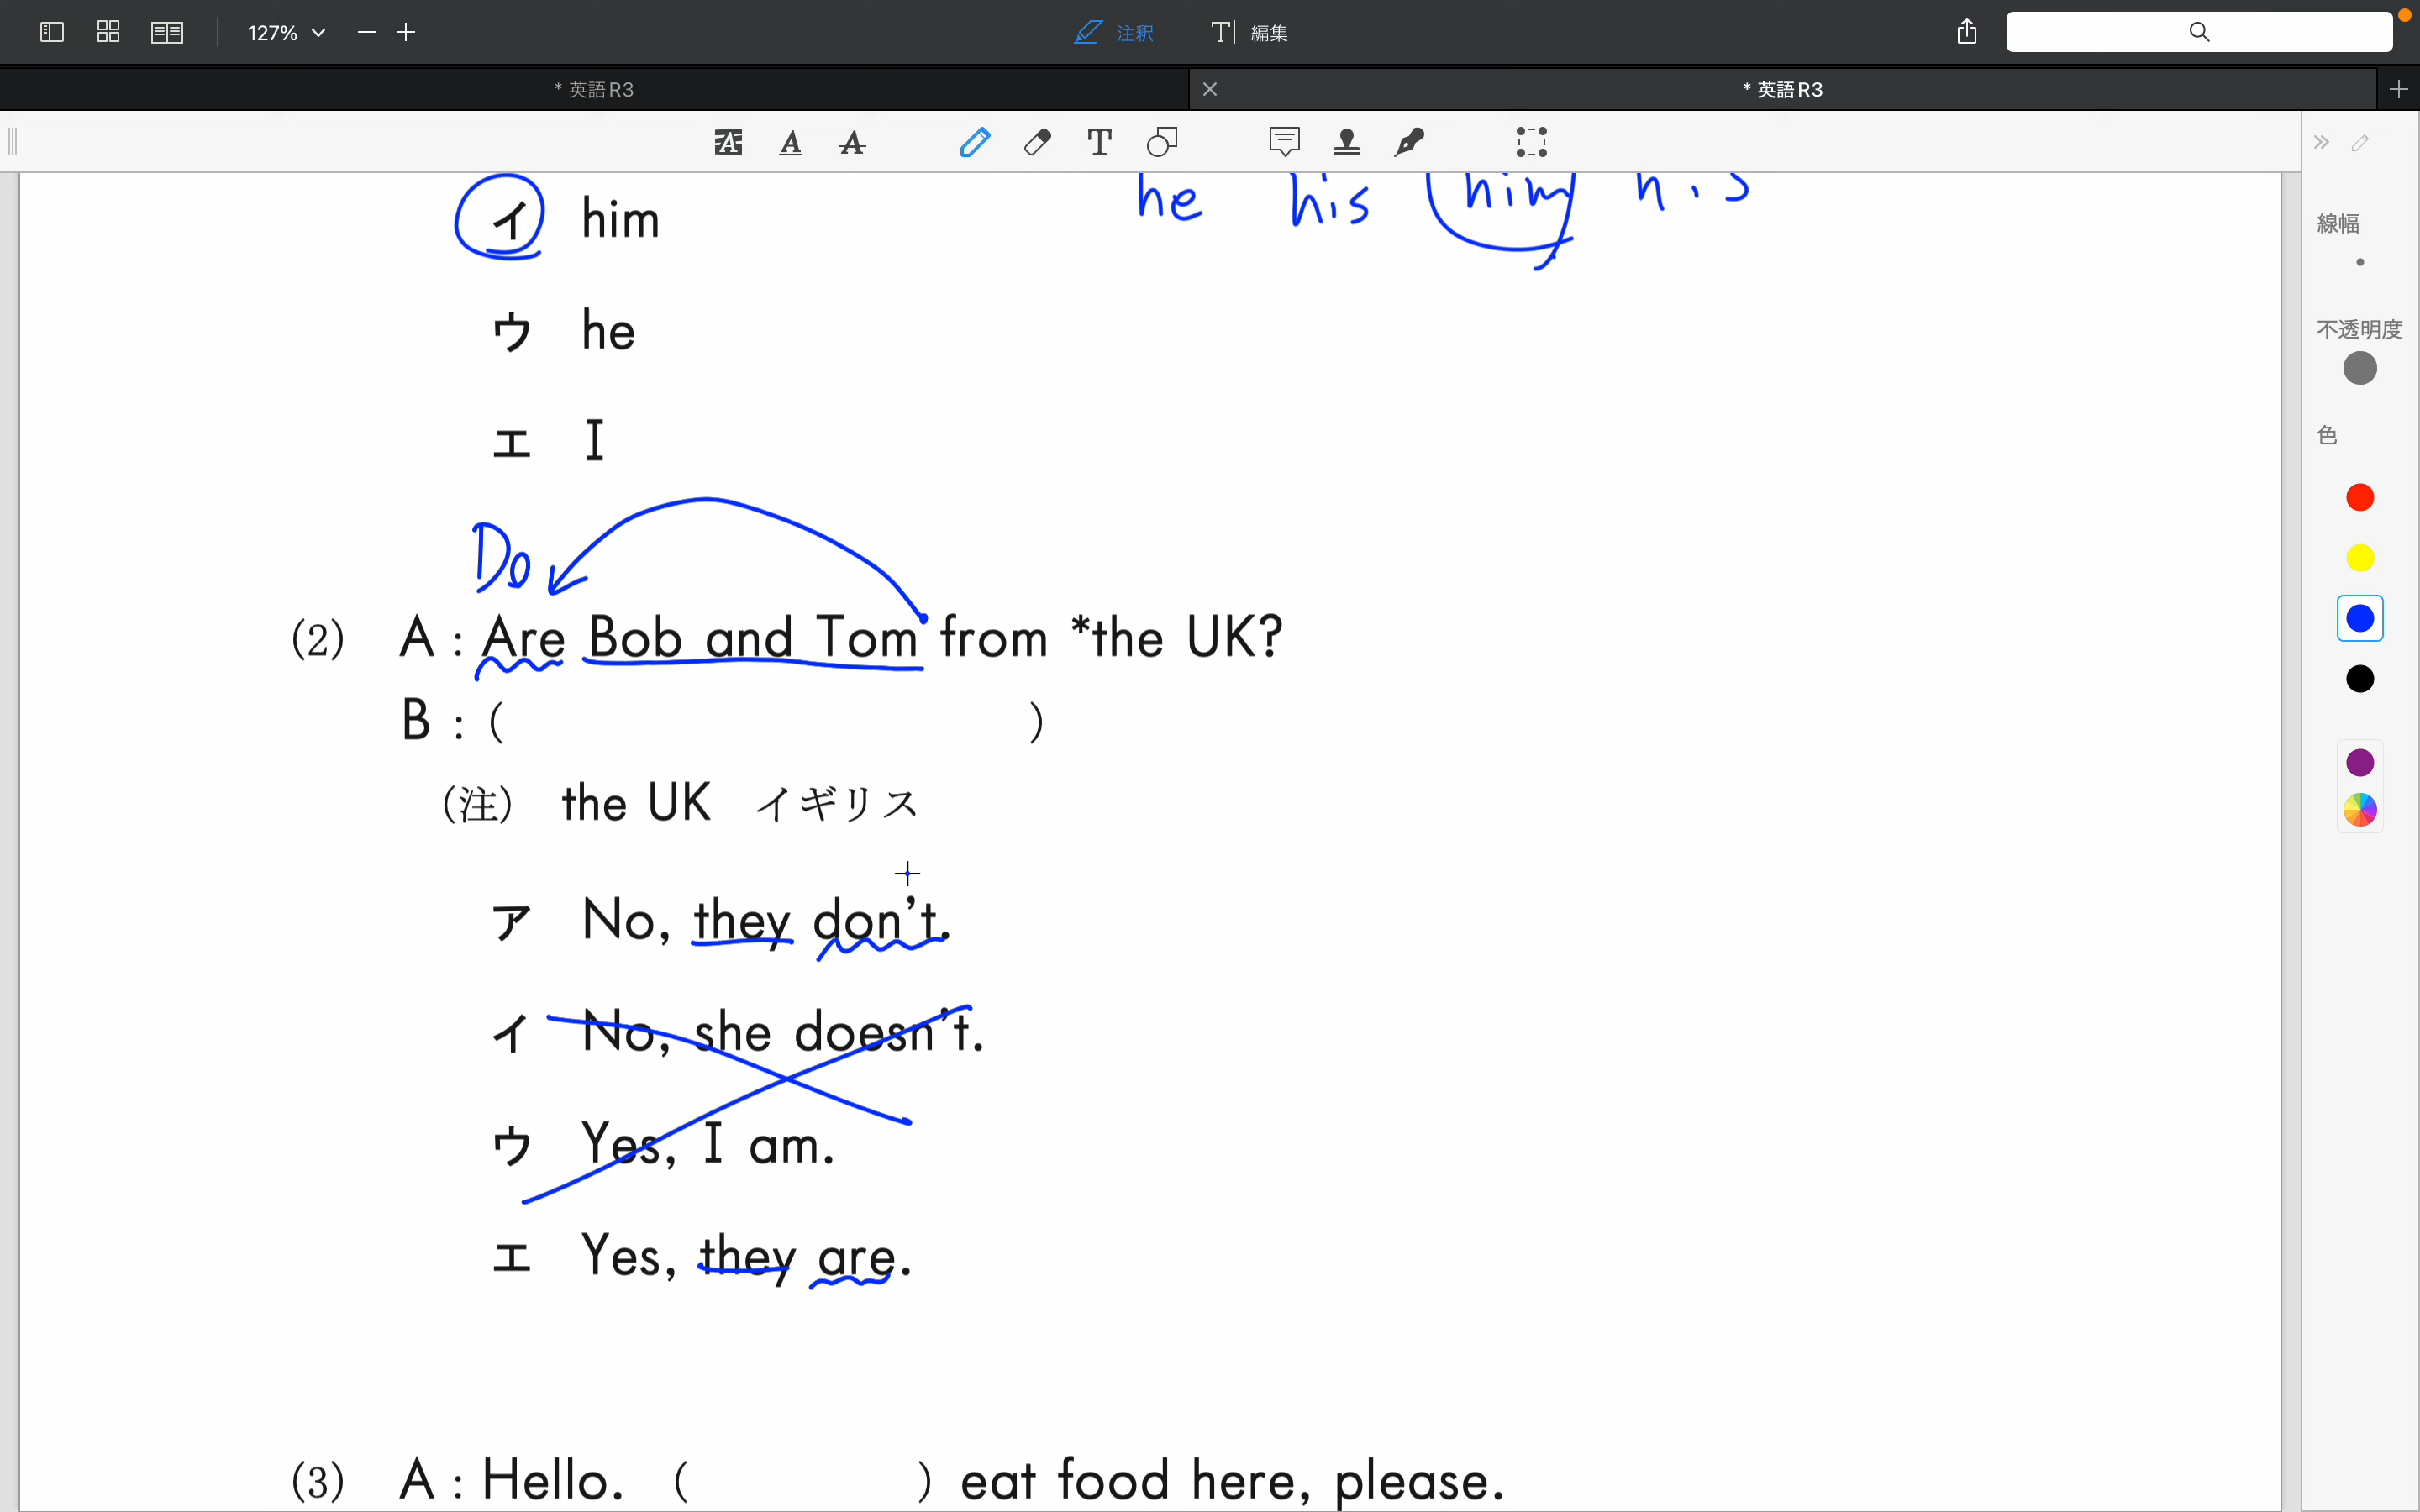 127%
注釈
編集
* 英語R3
* 英語R3
線幅
不透明度
色
イ him
he his him his
ウ he
エ I
Do
(2) A : Are Bob and Tom from *the UK?
B : ( )
(注) the UK イギリス
ア No, they don't.
イ No, she doesn't.
ウ Yes, I am.
エ Yes, they are.
(3) A : Hello. ( ) eat food here, please.